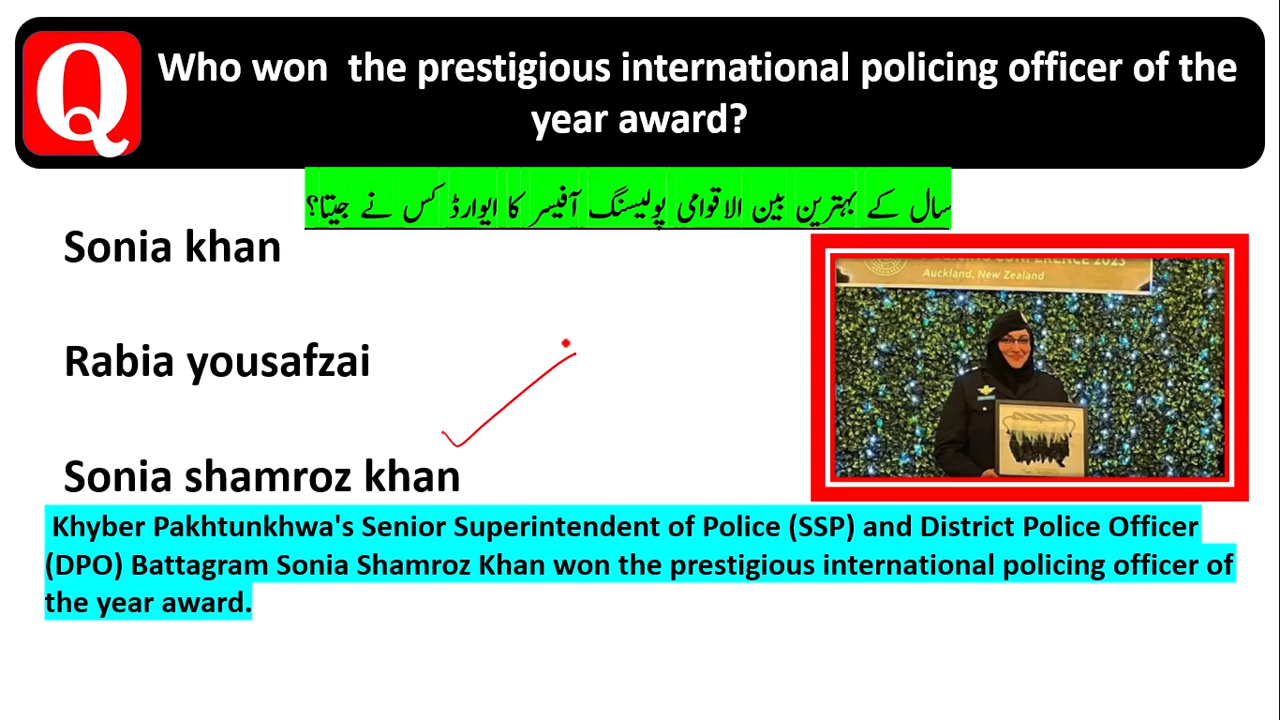 Q
Who won  the prestigious international policing officer of the
year award?
سال کے بہترین بین الاقوامی پولیسنگ آفیسر کا ایوارڈ کس نے جیتا؟
Sonia khan
CONFERENCE 2023
Auckland, New Zealand
Rabia yousafzai
Sonia shamroz khan
Khyber Pakhtunkhwa's Senior Superintendent of Police (SSP) and District Police Officer
(DPO) Battagram Sonia Shamroz Khan won the prestigious international policing officer of
the year award.